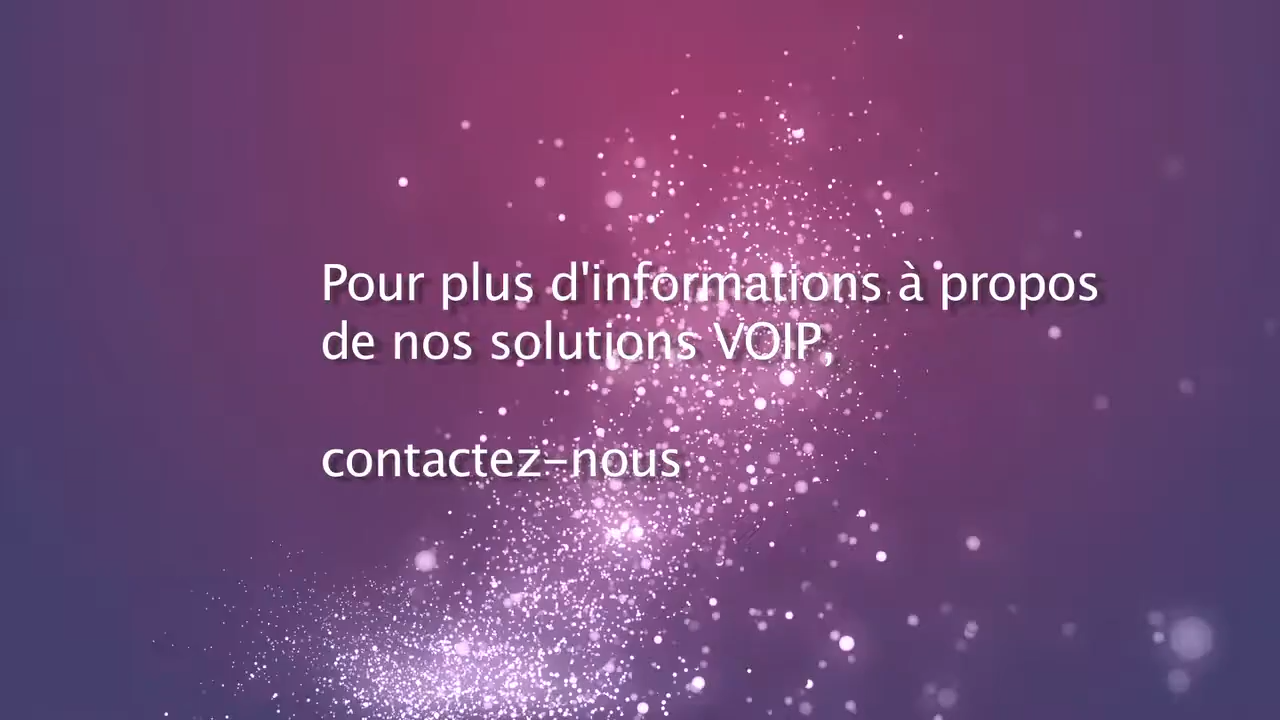 Pour plus d'informations à propos
de nos solutions VOIP,
contactez-nous